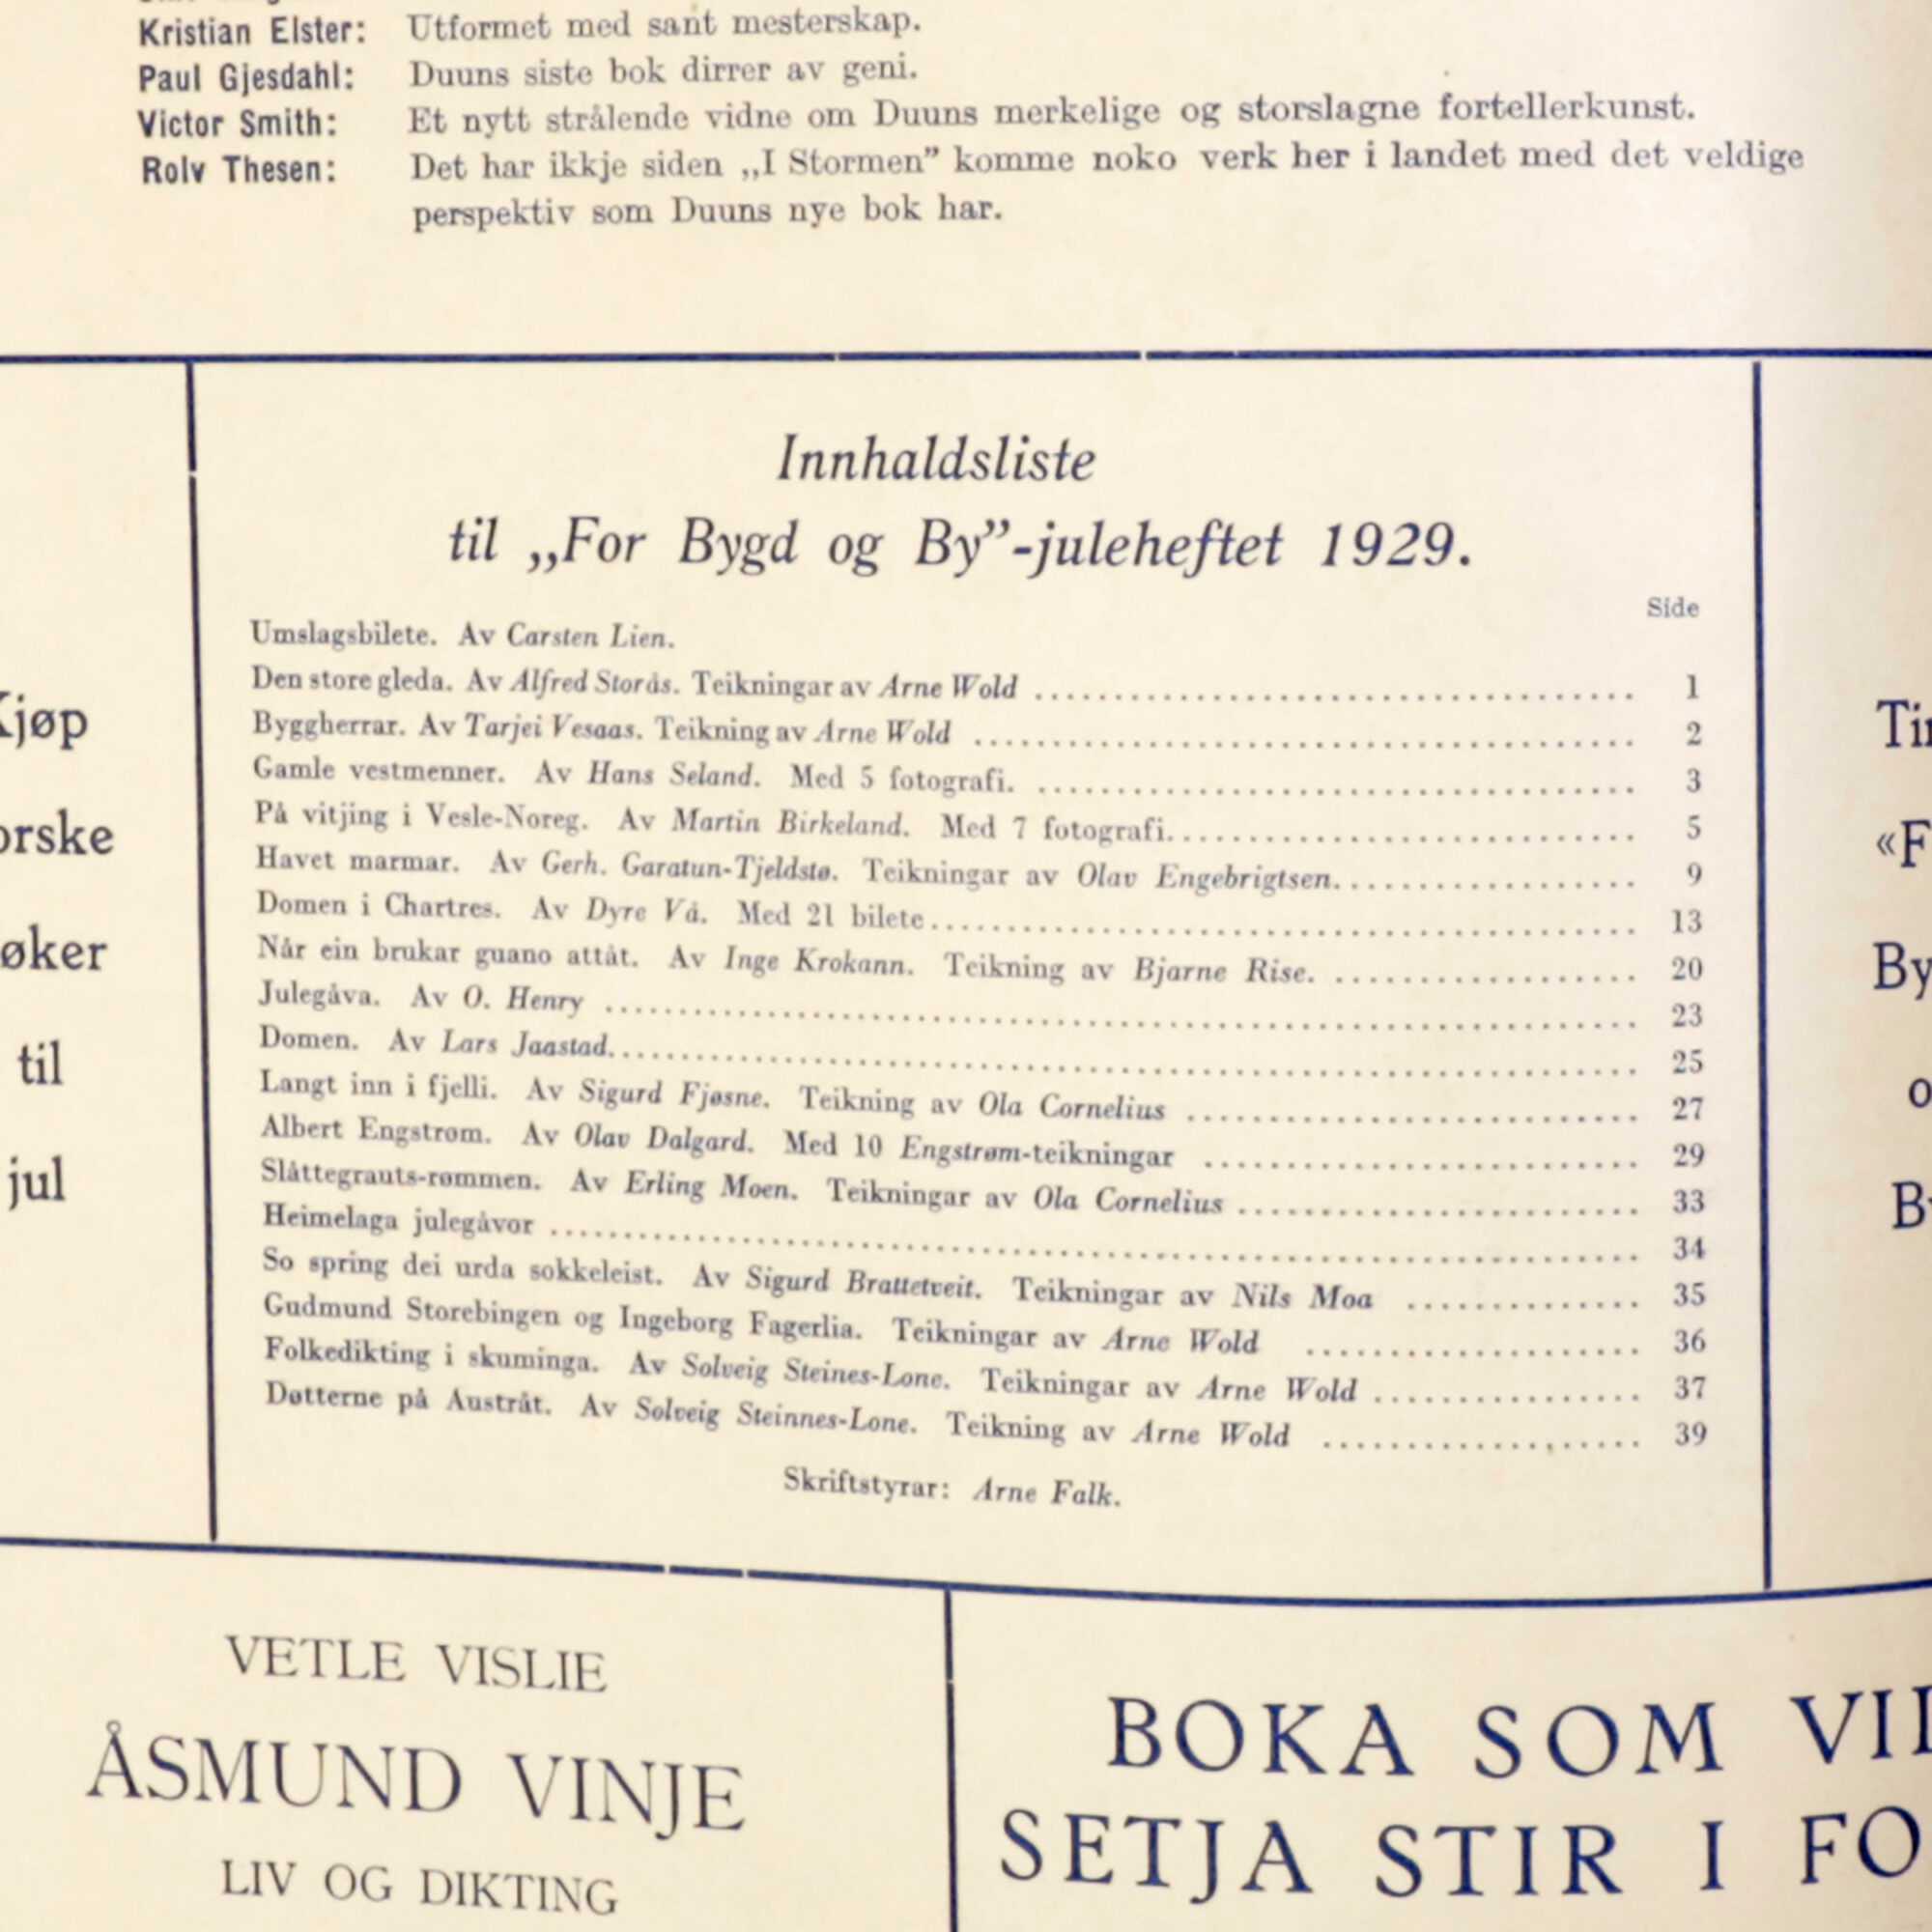 Kristian Elster: Utformet med sant mesterskap.
Paul Gjesdahl: Duuns siste bok dirrer av geni.
Victor Smith: Et nytt strålende vidne om Duuns merkelige og storslagne fortellerkunst.
Rolv Thesen: Det har ikkje siden „I Stormen” komme noko verk her i landet med det veldige
perspektiv som Duuns nye bok har.
Kjøp
orske
øker
til
jul
Innhaldsliste
til „For Bygd og By”-juleheftet 1929.
Side
Umslagsbilete. Av Carsten Lien.
Den store gleda. Av Alfred Storås. Teikningar av Arne Wold 1
Byggherrar. Av Tarjei Vesaas. Teikning av Arne Wold 2
Gamle vestmenner. Av Hans Seland. Med 5 fotografi. 3
På vitjing i Vesle-Noreg. Av Martin Birkeland. Med 7 fotografi. 5
Havet marmar. Av Gerh. Garatun-Tjeldstø. Teikningar av Olav Engebrigtsen. 9
Domen i Chartres. Av Dyre Vå. Med 21 bilete 13
Når ein brukar guano attåt. Av Inge Krokann. Teikning av Bjarne Rise. 20
Julegåva. Av O. Henry 23
Domen. Av Lars Jaastad. 25
Langt inn i fjelli. Av Sigurd Fjøsne. Teikning av Ola Cornelius 27
Albert Engstrøm. Av Olav Dalgard. Med 10 Engstrøm-teikningar 29
Slåttegrauts-rømmen. Av Erling Moen. Teikningar av Ola Cornelius 33
Heimelaga julegåvor 34
So spring dei urda sokkeleist. Av Sigurd Brattetveit. Teikningar av Nils Moa 35
Gudmund Storebingen og Ingeborg Fagerlia. Teikningar av Arne Wold 36
Folkedikting i skuminga. Av Solveig Steines-Lone. Teikningar av Arne Wold 37
Døtterne på Austråt. Av Solveig Steinnes-Lone. Teikning av Arne Wold 39
Skriftstyrar: Arne Falk.
«F
By
VETLE VISLIE
ÅSMUND VINJE
LIV OG DIKTING
BOKA SOM
SETJA STIR I FO